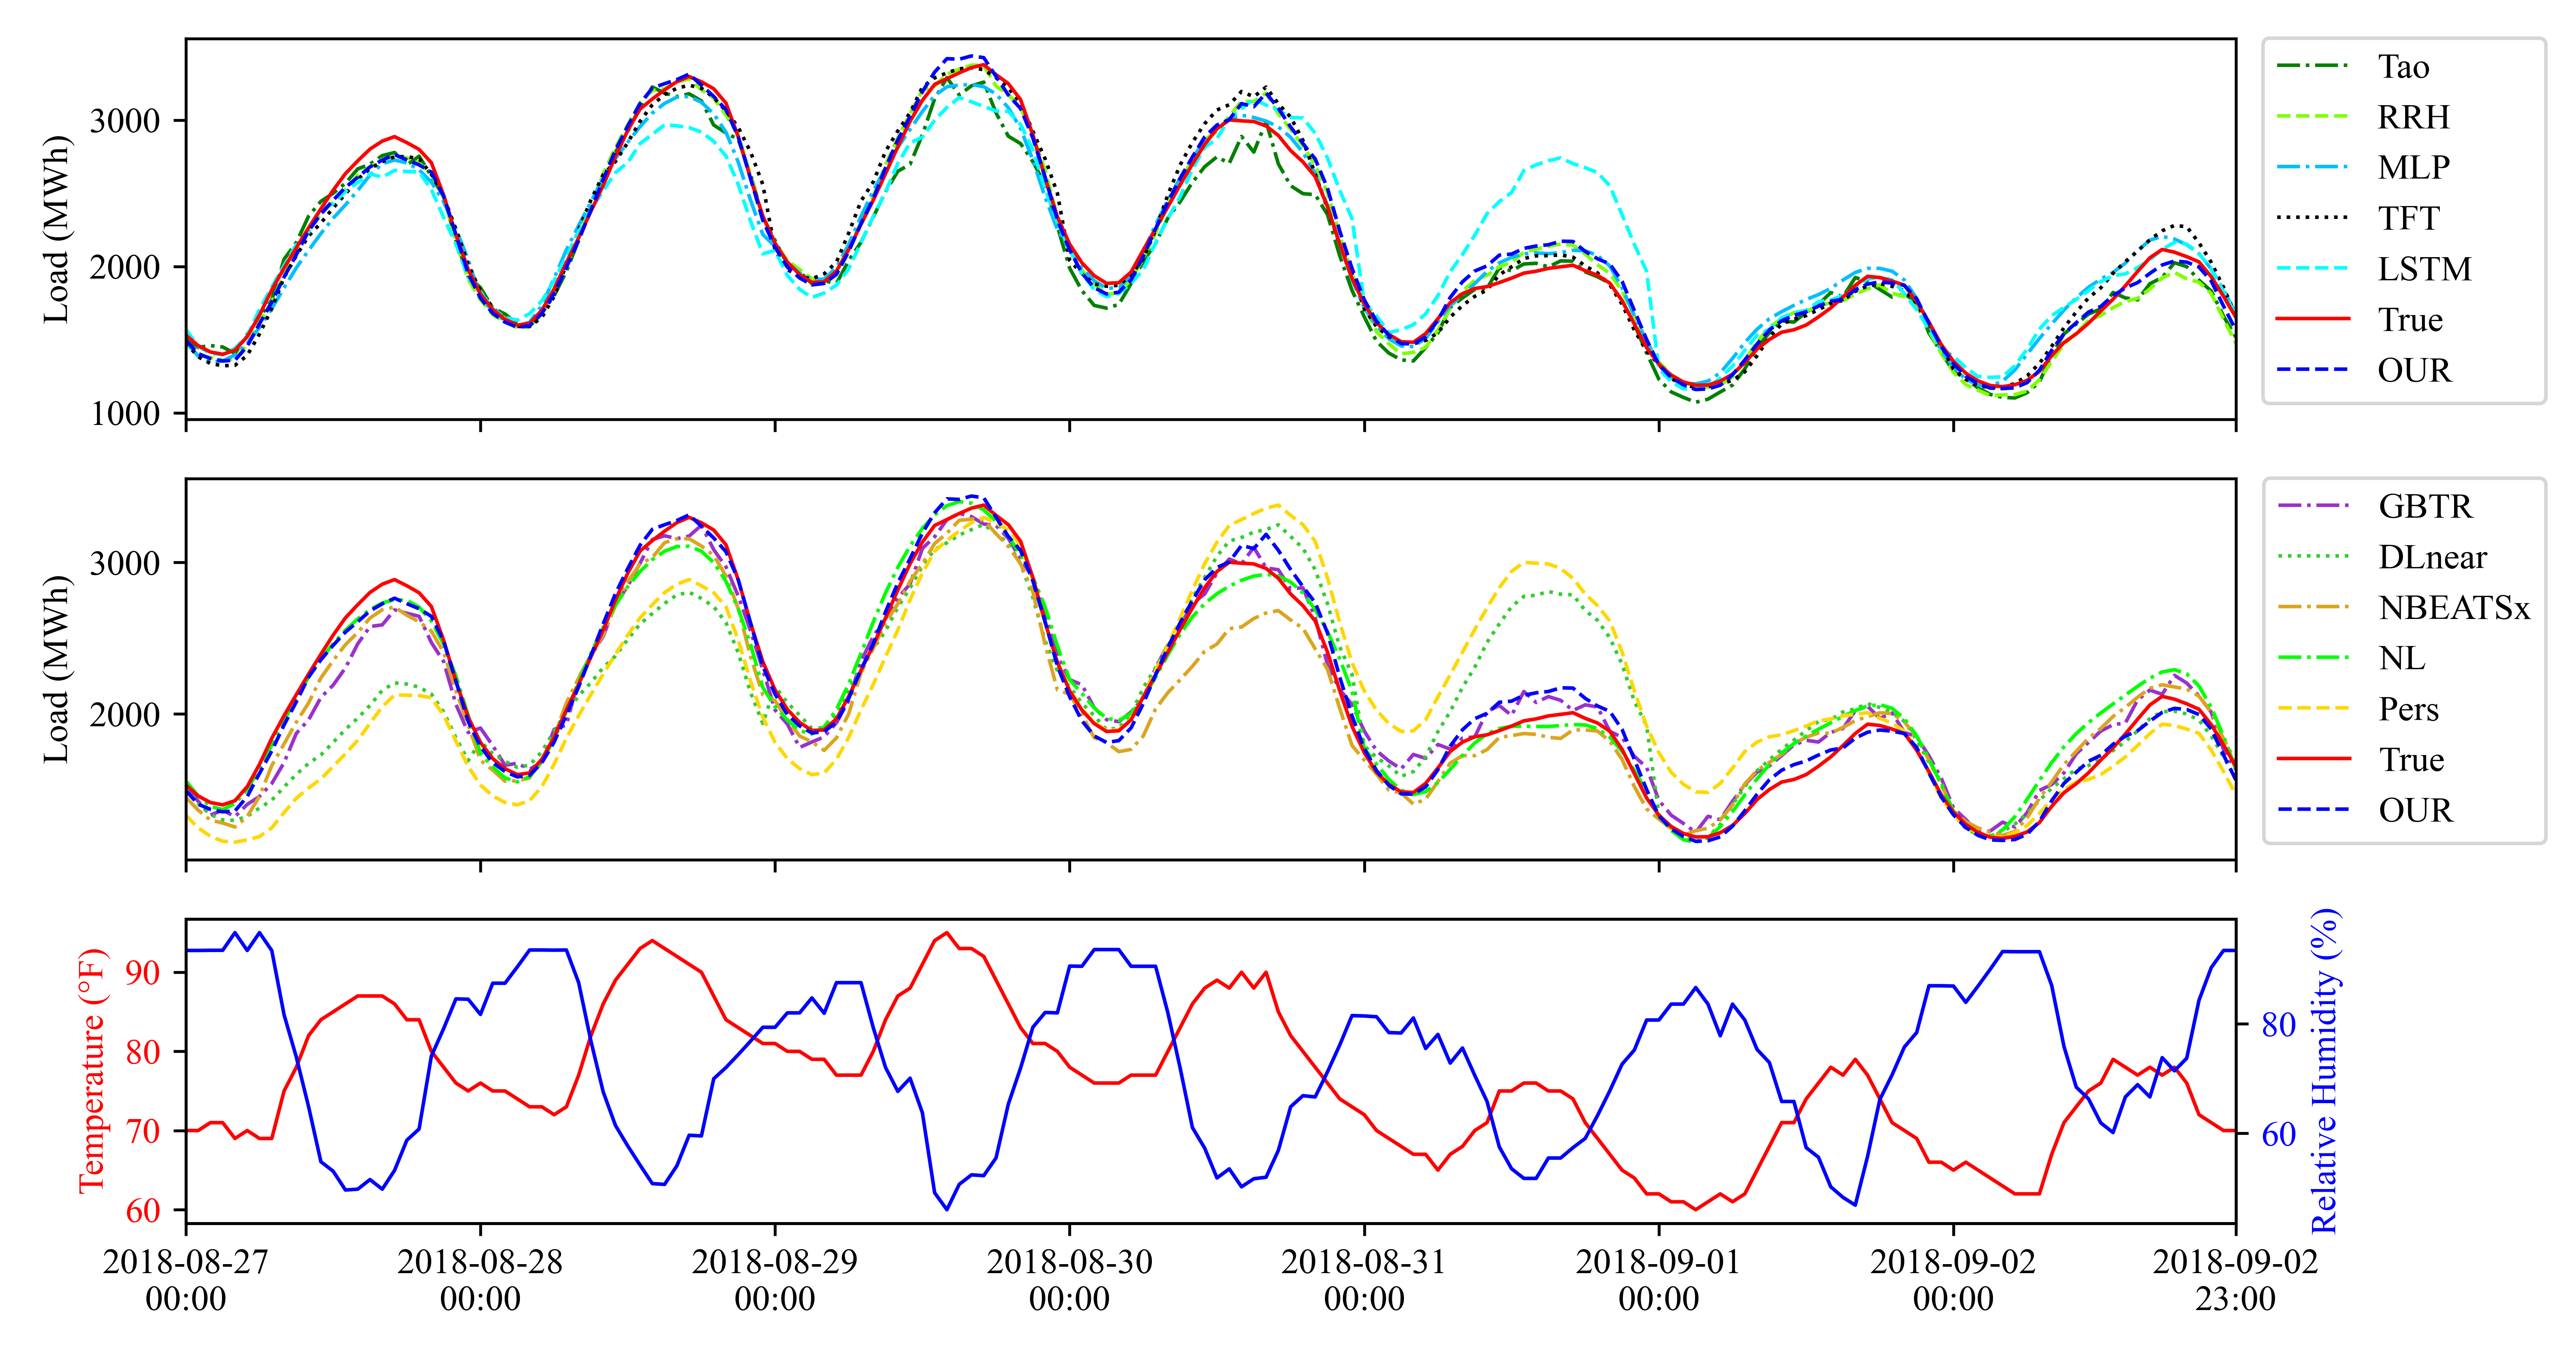 Load (MWh)
3000
2000
1000
Tao
RRH
MLP
TFT
LSTM
True
OUR
Load (MWh)
3000
2000
GBTR
DLnear
NBEATSx
NL
Pers
True
OUR
Temperature (°F)
90
80
70
60
80
60
Relative Humidity (%)
2018-08-27 2018-08-28 2018-08-29 2018-08-30 2018-08-31 2018-09-01 2018-09-02 2018-09-02
00:00 00:00 00:00 00:00 00:00 00:00 00:00 23:00